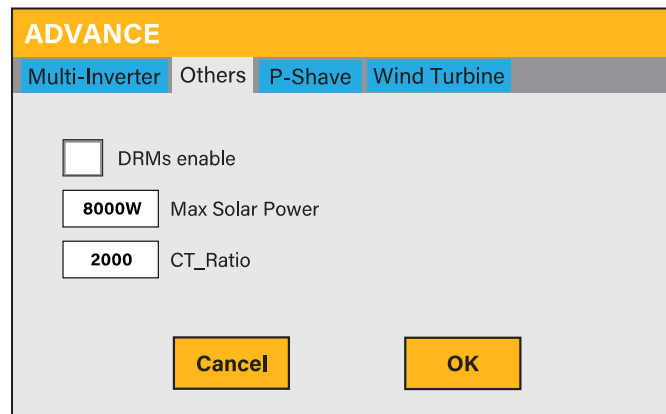 ADVANCE
Multi-Inverter Others P-Shave Wind Turbine
DRMs enable
8000W Max Solar Power
2000 CT_Ratio
Cancel OK